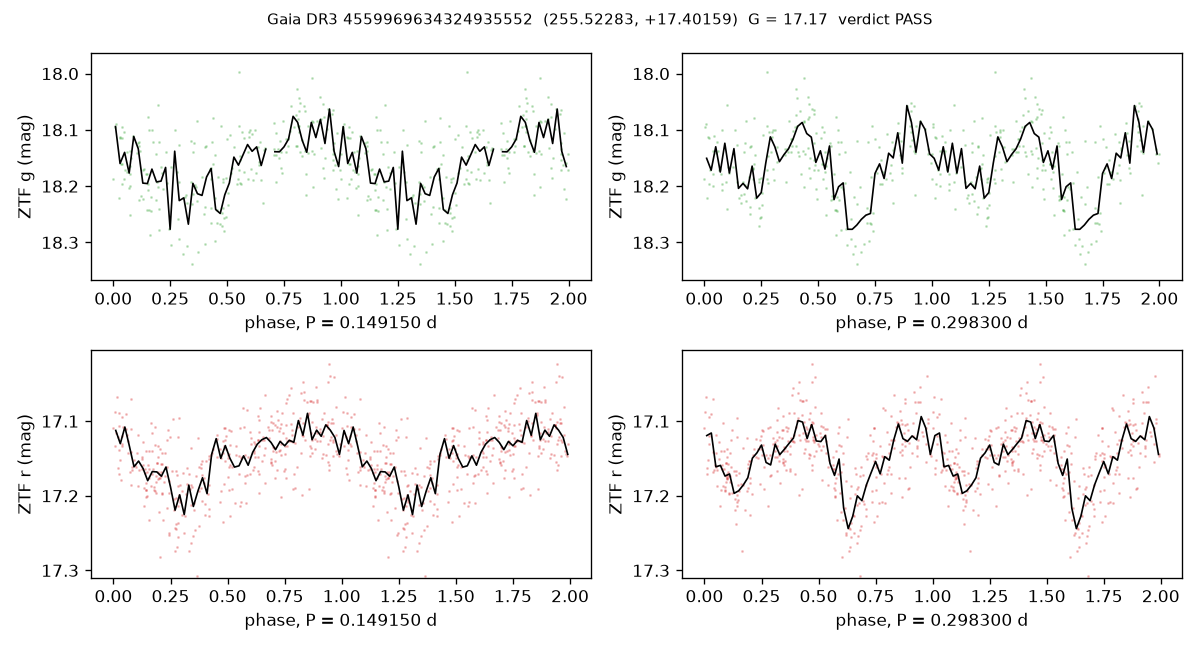 Gaia DR3 4559969634324935552 (255.52283, +17.40159) G = 17.17 verdict PASS
ZTF g (mag)
18.0
18.1
18.2
18.3
0.00 0.25 0.50 0.75 1.00 1.25 1.50 1.75 2.00
phase, P = 0.149150 d
ZTF g (mag)
18.0
18.1
18.2
18.3
0.00 0.25 0.50 0.75 1.00 1.25 1.50 1.75 2.00
phase, P = 0.298300 d
ZTF r (mag)
17.1
17.2
17.3
0.00 0.25 0.50 0.75 1.00 1.25 1.50 1.75 2.00
phase, P = 0.149150 d
ZTF r (mag)
17.1
17.2
17.3
0.00 0.25 0.50 0.75 1.00 1.25 1.50 1.75 2.00
phase, P = 0.298300 d